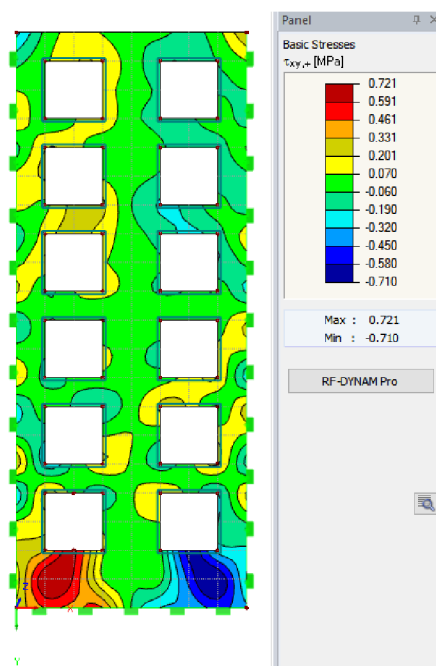 Panel
Basic Stresses
τxy,+ [MPa]
0.721
0.591
0.461
0.331
0.201
0.070
-0.060
-0.190
-0.320
-0.450
-0.580
-0.710
Max : 0.721
Min : -0.710
RF-DYNAM Pro
Z
X
Y